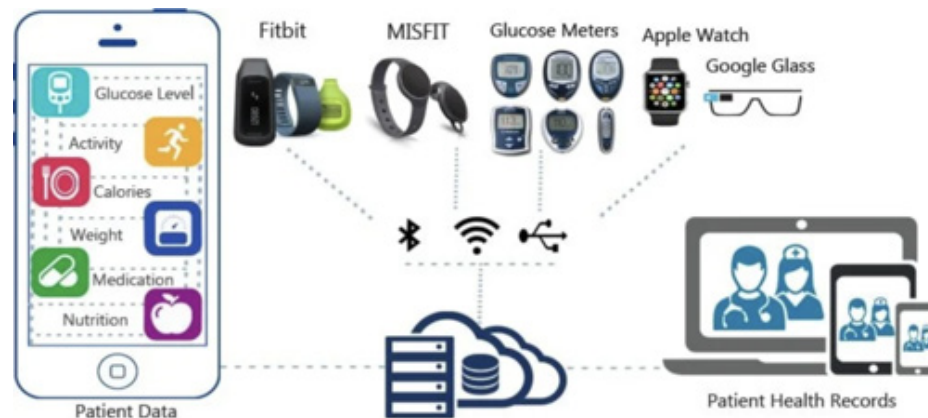 Fitbit
MISFIT
Glucose Meters
Apple Watch
Google Glass
Glucose Level
Activity
Calories
Weight
Medication
Nutrition
Patient Data
Patient Health Records